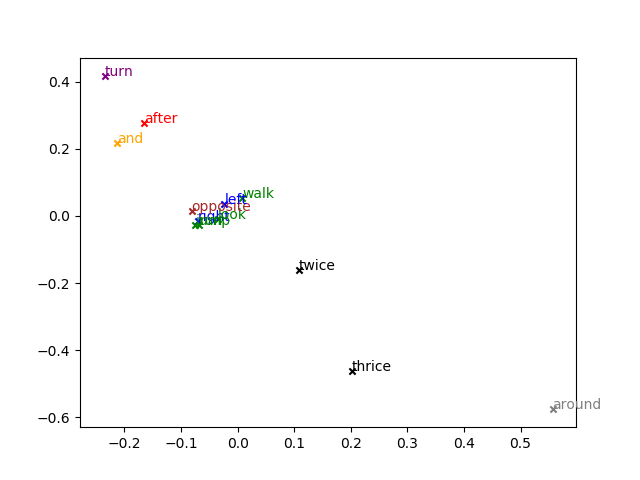 0.4
0.2
0.0
−0.2
−0.4
−0.6
turn
after
and
walk
left
opposite
right
look
twice
thrice
around
−0.2 −0.1 0.0 0.1 0.2 0.3 0.4 0.5